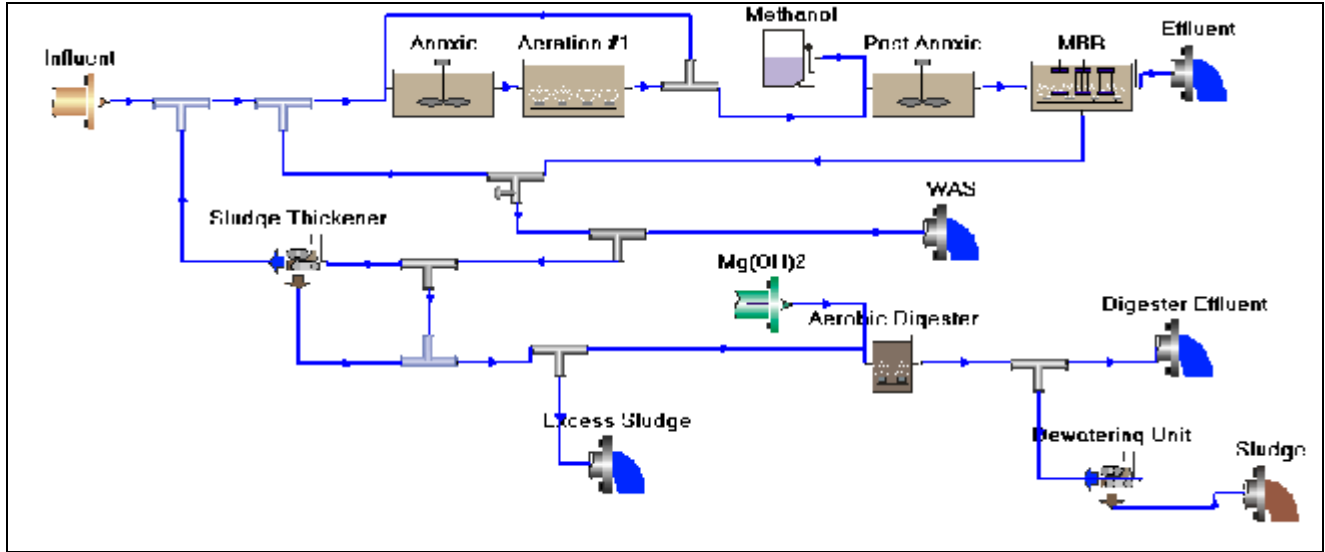 Influent
Anoxic
Aeration #1
Methanol
Post Anoxic
MBR
Effluent
WAS
Sludge Thickener
Mg(OH)2
Aerobic Digester
Digester Effluent
Excess Sludge
Dewatering Unit
Sludge